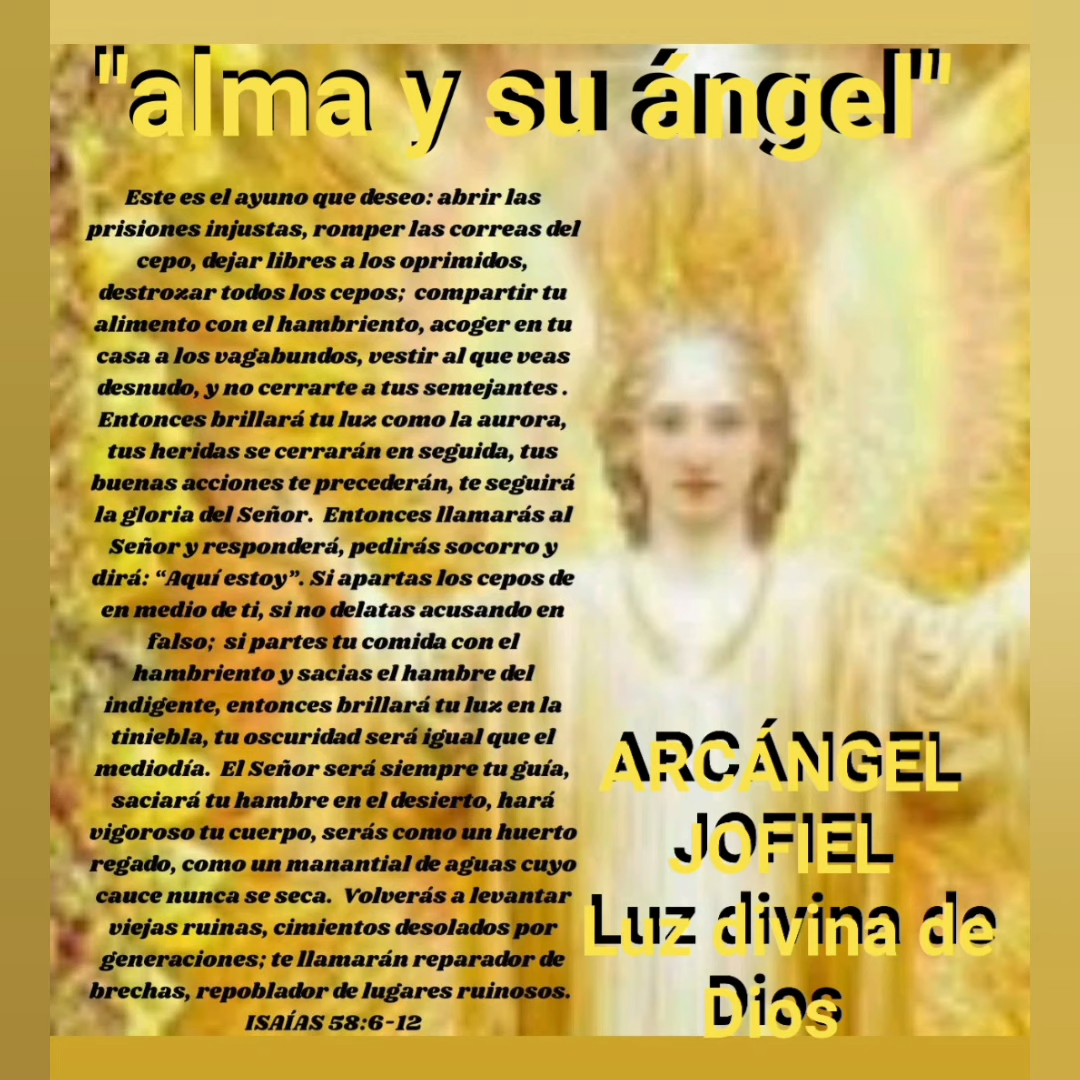 "alma y su ángel"
Este es el ayuno que deseo: abrir las
prisiones injustas, romper las correas del
cepo, dejar libres a los oprimidos,
destrozar todos los cepos; compartir tu
alimento con el hambriento, acoger en tu
casa a los vagabundos, vestir al que veas
desnudo, y no cerrarte a tus semejantes .
Entonces brillará tu luz como la aurora,
tus heridas se cerrarán en seguida, tus
buenas acciones te precederán, te seguirá
la gloria del Señor. Entonces llamarás al
Señor y responderá, pedirás socorro y
dirá: “Aquí estoy”. Si apartas los cepos de
en medio de ti, si no delatas acusando en
falso; si partes tu comida con el
hambriento y sacias el hambre del
indigente, entonces brillará tu luz en la
tiniebla, tu oscuridad será igual que el
mediodía. El Señor será siempre tu guía,
saciará tu hambre en el desierto, hará
vigoroso tu cuerpo, serás como un huerto
regado, como un manantial de aguas cuyo
cauce nunca se seca. Volverás a levantar
viejas ruinas, cimientos desolados por
generaciones; te llamarán reparador de
brechas, repoblador de lugares ruinosos.
ISAÍAS 58:6-12
ARCÁNGEL
JOFIEL
Luz divina de
Dios